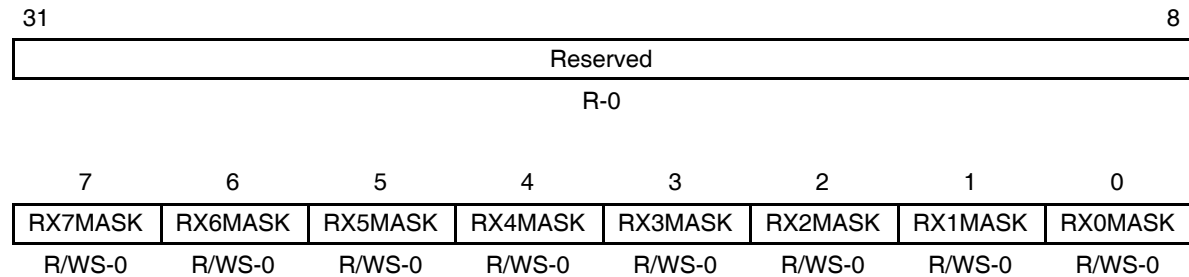 31 8
Reserved
R-0
7 6 5 4 3 2 1 0
RX7MASK RX6MASK RX5MASK RX4MASK RX3MASK RX2MASK RX1MASK RX0MASK
R/WS-0 R/WS-0 R/WS-0 R/WS-0 R/WS-0 R/WS-0 R/WS-0 R/WS-0